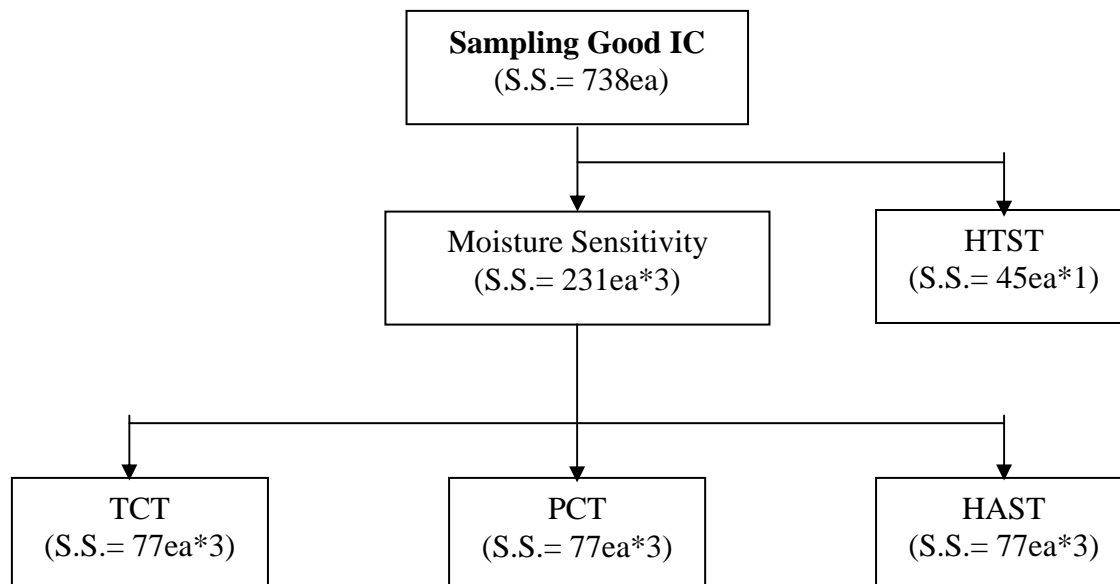 Sampling Good IC
(S.S.= 738ea)
Moisture Sensitivity
(S.S.= 231ea*3)
HTST
(S.S.= 45ea*1)
TCT
(S.S.= 77ea*3)
PCT
(S.S.= 77ea*3)
HAST
(S.S.= 77ea*3)